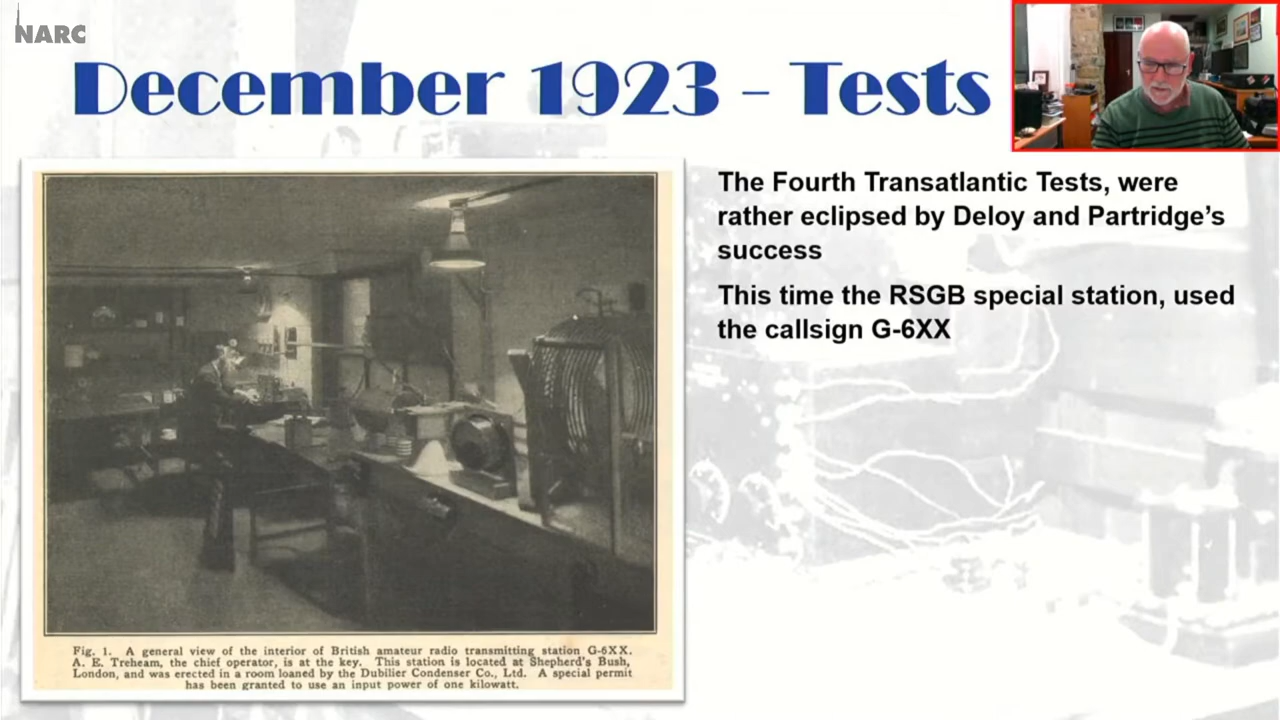 NARC
December 1923 – Tests
The Fourth Transatlantic Tests, were
rather eclipsed by Deloy and Partridge’s
success
This time the RSGB special station, used
the callsign G-6XX
Fig. 1. A general view of the interior of British amateur radio transmitting station G-6XX.
A. E. Treheam, the chief operator, is at the key. This station is located at Shepherd's Bush,
London, and was erected in a room loaned by the Dubilier Condenser Co., Ltd. A special permit
has been granted to use an input power of one kilowatt.